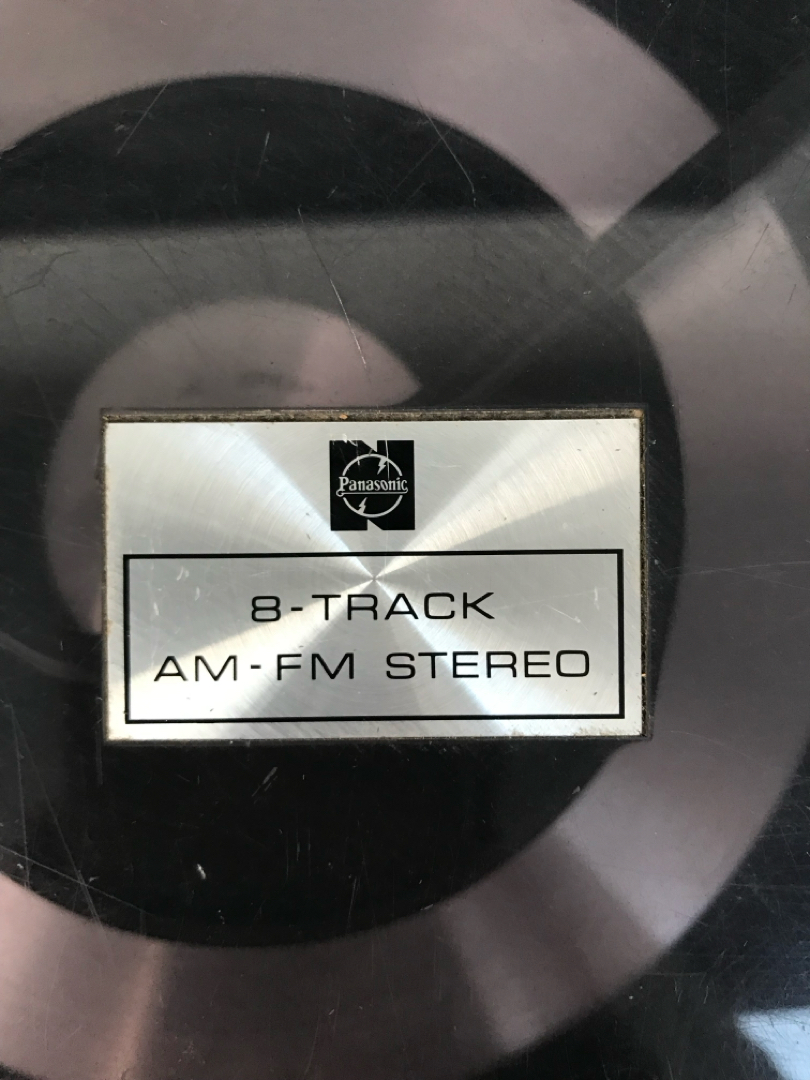 Panasonic
8-TRACK
AM-FM STEREO